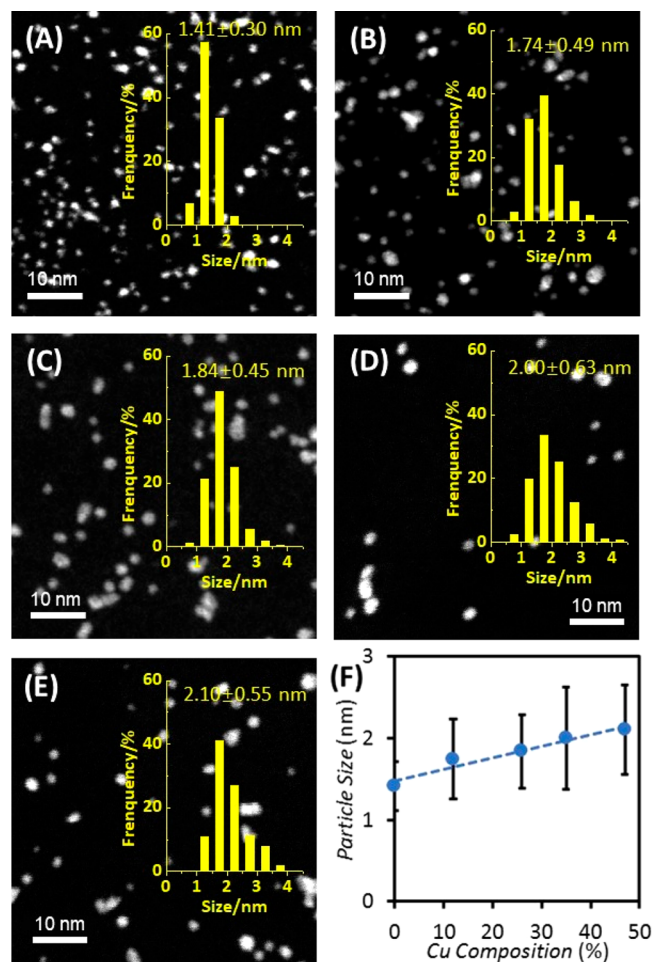 (A)
1.41±0.30 nm
60
40
20
0
Frenquency/%
0 1 2 3 4
Size/nm
10 nm
(B)
1.74±0.49 nm
60
40
20
0
Frenquency/%
0 1 2 3 4
Size/nm
10 nm
(C)
1.84±0.45 nm
60
40
20
0
Frenquency/%
0 1 2 3 4
Size/nm
10 nm
(D)
2.00±0.63 nm
60
40
20
0
Frenquency/%
0 1 2 3 4
Size/nm
10 nm
(E)
2.10±0.55 nm
60
40
20
0
Frenquency/%
0 1 2 3 4
Size/nm
10 nm
(F)
3
2
1
0
Particle Size (nm)
0 10 20 30 40 50
Cu Composition (%)